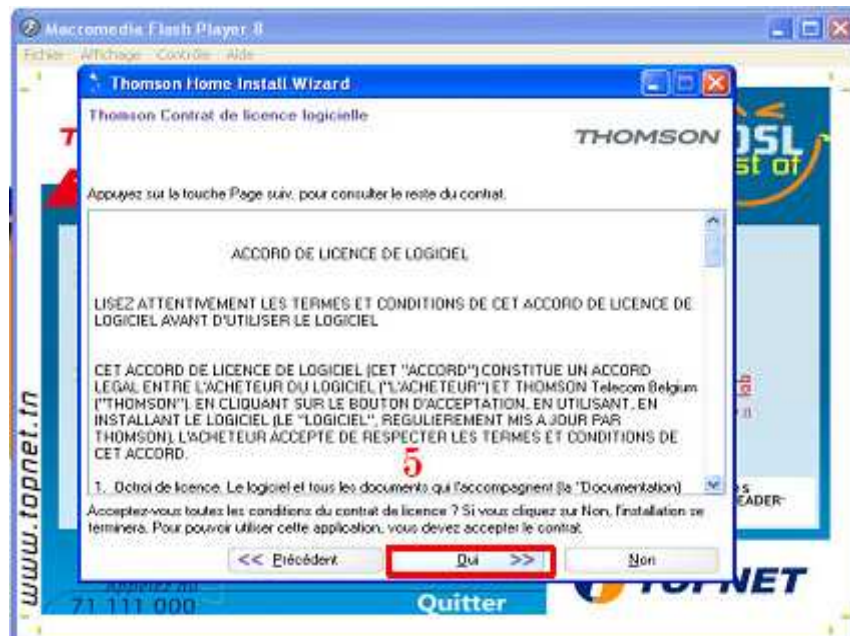 Macromedia Flash Player 8
Fichier Affichage Contrôle Aide
Thomson Home Install Wizard
Thomson Contrat de licence logicielle
THOMSON
Appuyez sur la touche Page suiv. pour consulter le reste du contrat.
ACCORD DE LICENCE DE LOGICIEL
LISEZ ATTENTIVEMENT LES TERMES ET CONDITIONS DE CET ACCORD DE LICENCE DE
LOGICIEL AVANT D'UTILISER LE LOGICIEL
CET ACCORD DE LICENCE DE LOGICIEL (CET "ACCORD") CONSTITUE UN ACCORD
LEGAL ENTRE L'ACHETEUR DU LOGICIEL ("L'ACHETEUR") ET THOMSON Telecom Belgium
("THOMSON"). EN CLIQUANT SUR LE BOUTON D'ACCEPTATION, EN UTILISANT, EN
INSTALLANT LE LOGICIEL (LE "LOGICIEL", REGULIEREMENT MIS A JOUR PAR
THOMSON), L'ACHETEUR ACCEPTE DE RESPECTER LES TERMES ET CONDITIONS DE
CET ACCORD.
5
1. Octroi de licence. Le logiciel et tous les documents qui l'accompagnent (la "Documentation)
Acceptez-vous toutes les conditions du contrat de licence ? Si vous cliquez sur Non, l'installation se
terminera. Pour pouvoir utiliser cette application, vous devez accepter le contrat.
<< Précédent
Oui >>
Non
www.topnet.tn
DSL
st of
EADER
Appelez au
71 111 000
Quitter
TOPNET